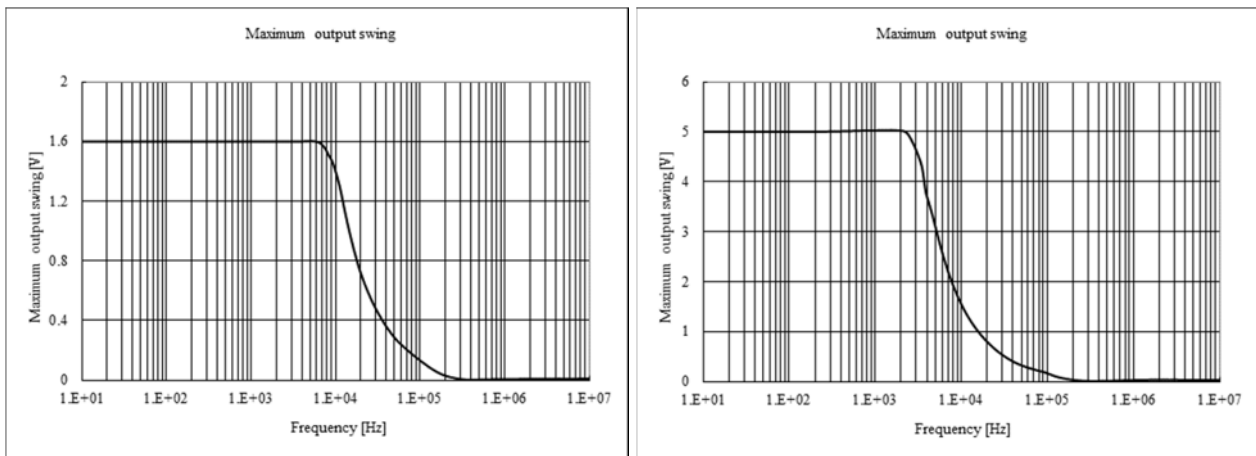 Maximum output swing
Maximum output swing [V]
2
1.6
1.2
0.8
0.4
0
1.E+01 1.E+02 1.E+03 1.E+04 1.E+05 1.E+06 1.E+07
Frequency [Hz]
Maximum output swing
Maximum output swing [V]
6
5
4
3
2
1
0
1.E+01 1.E+02 1.E+03 1.E+04 1.E+05 1.E+06 1.E+07
Frequency [Hz]